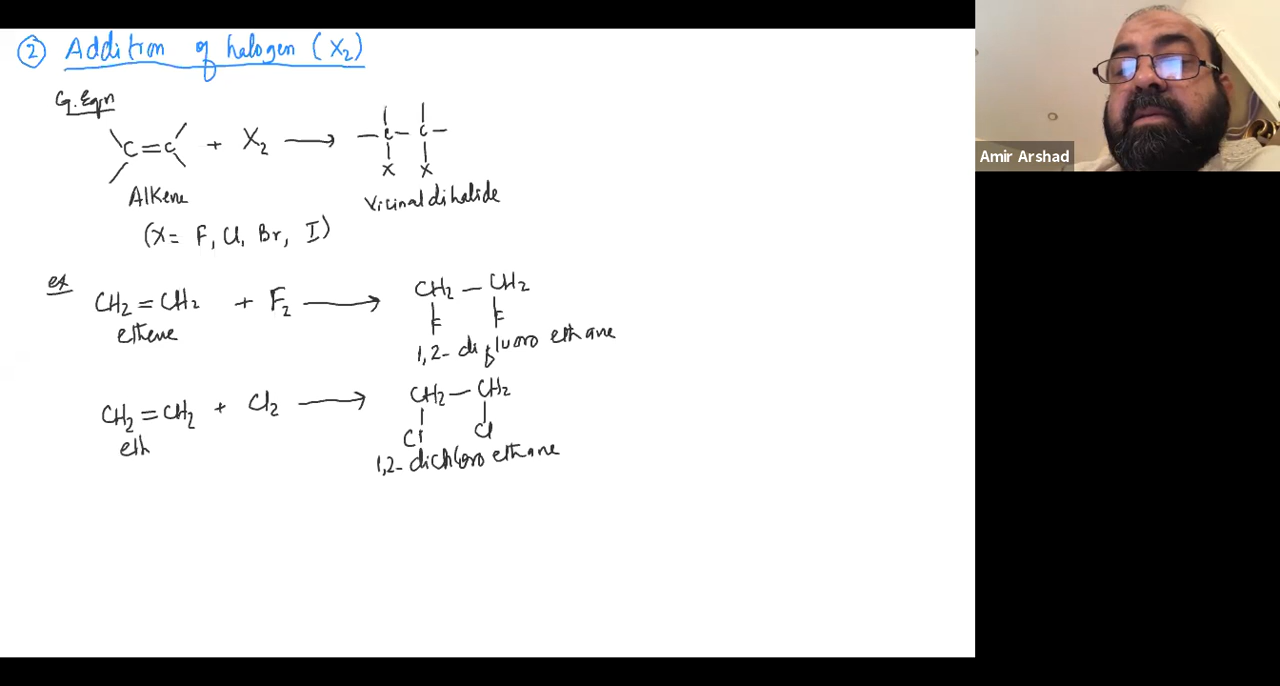 ② Addition of halogen (X₂)
G. Eqn
C=C + X₂ ⟶ -C-C-
X X
Alkene
Vicinal dihalide
(X= F, Cl, Br, I)
ex
CH₂=CH₂ + F₂ ⟶ CH₂-CH₂
F F
ethene
1,2-difluoro ethane
CH₂=CH₂ + Cl₂ ⟶ CH₂-CH₂
Cl Cl
eth
1,2-dichloro ethane
Amir Arshad